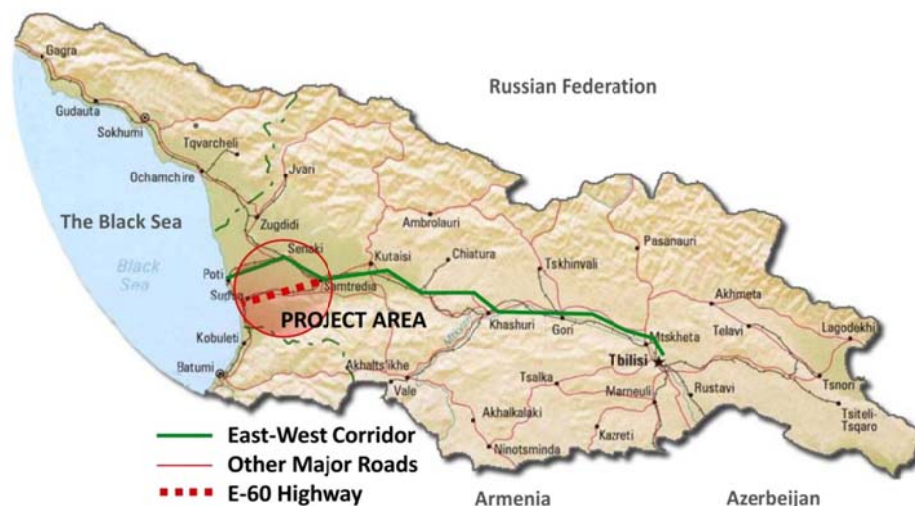 Russian Federation
Gagra
Gudauta
Sokhumi
Tqvarcheli
Ochamchire
Jvari
The Black Sea
Black
Sea
Zugdidi
Ambrolauri
Pasanauri
Senaki
Kutaisi
Chiatura
Tskhinvali
Poti
Samtredia
Akhmeta
PROJECT AREA
Khashuri
Gori
Mtskheta
Telavi
Lagodekhi
Kobuleti
Batumi
Akhalts'ikhe
Tbilisi
Vale
Tsalka
Marneuli
Rustavi
Tsnori
Akhalkalaki
Kazreti
Tsiteli-
Tsqaro
Ninotsminda
East-West Corridor
Other Major Roads
E-60 Highway
Armenia
Azerbeijan